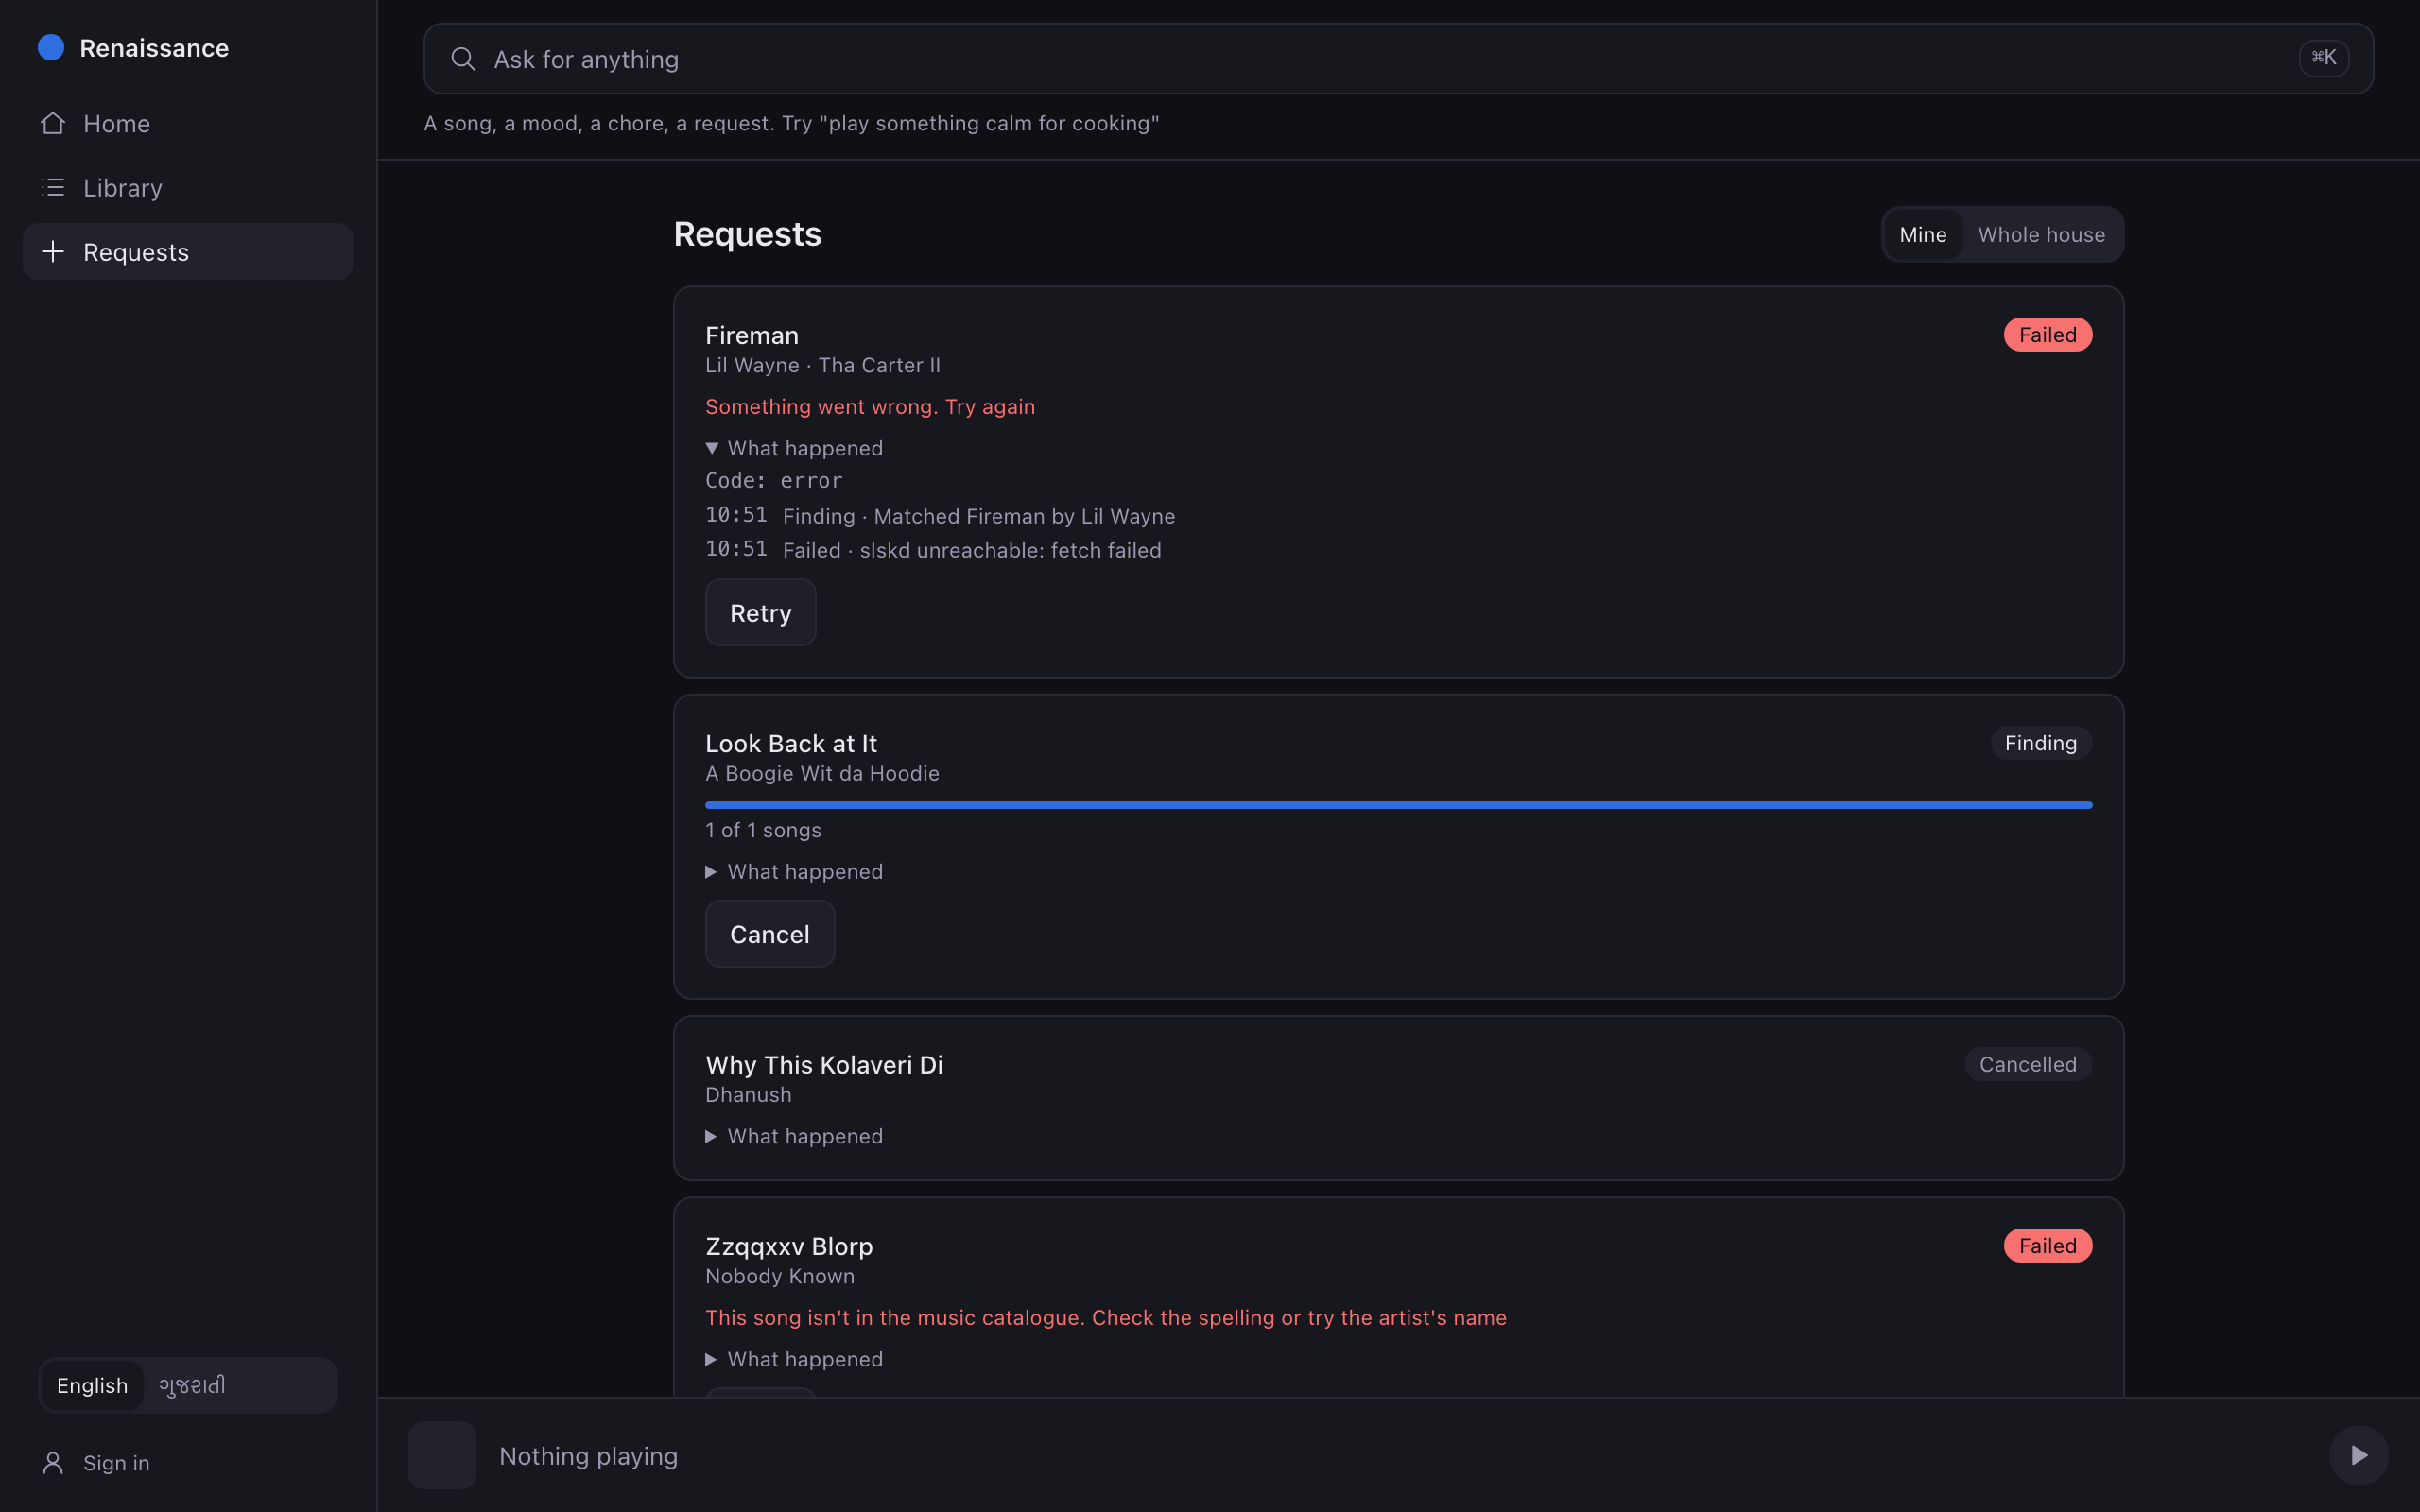 Renaissance
Home
Library
Requests
English ગુજરાતી
Sign in
Ask for anything
⌘K
A song, a mood, a chore, a request. Try "play something calm for cooking"
Requests
Mine Whole house
Fireman
Failed
Lil Wayne · Tha Carter II
Something went wrong. Try again
What happened
Code: error
10:51 Finding · Matched Fireman by Lil Wayne
10:51 Failed · slskd unreachable: fetch failed
Retry
Look Back at It
Finding
A Boogie Wit da Hoodie
1 of 1 songs
What happened
Cancel
Why This Kolaveri Di
Cancelled
Dhanush
What happened
Zzqqxxv Blorp
Failed
Nobody Known
This song isn't in the music catalogue. Check the spelling or try the artist's name
What happened
Nothing playing